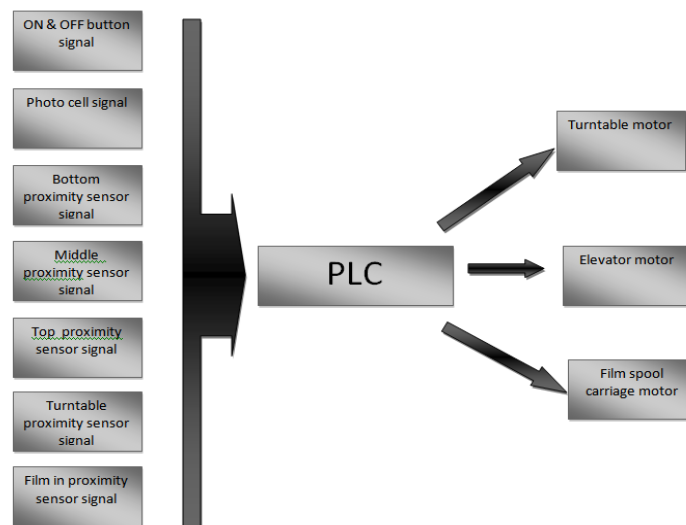 ON & OFF button
signal
Photo cell signal
Bottom
proximity sensor
signal
Middle
proximity sensor
signal
Top proximity
sensor signal
Turntable
proximity sensor
signal
Film in proximity
sensor signal
PLC
Turntable motor
Elevator motor
Film spool
carriage motor